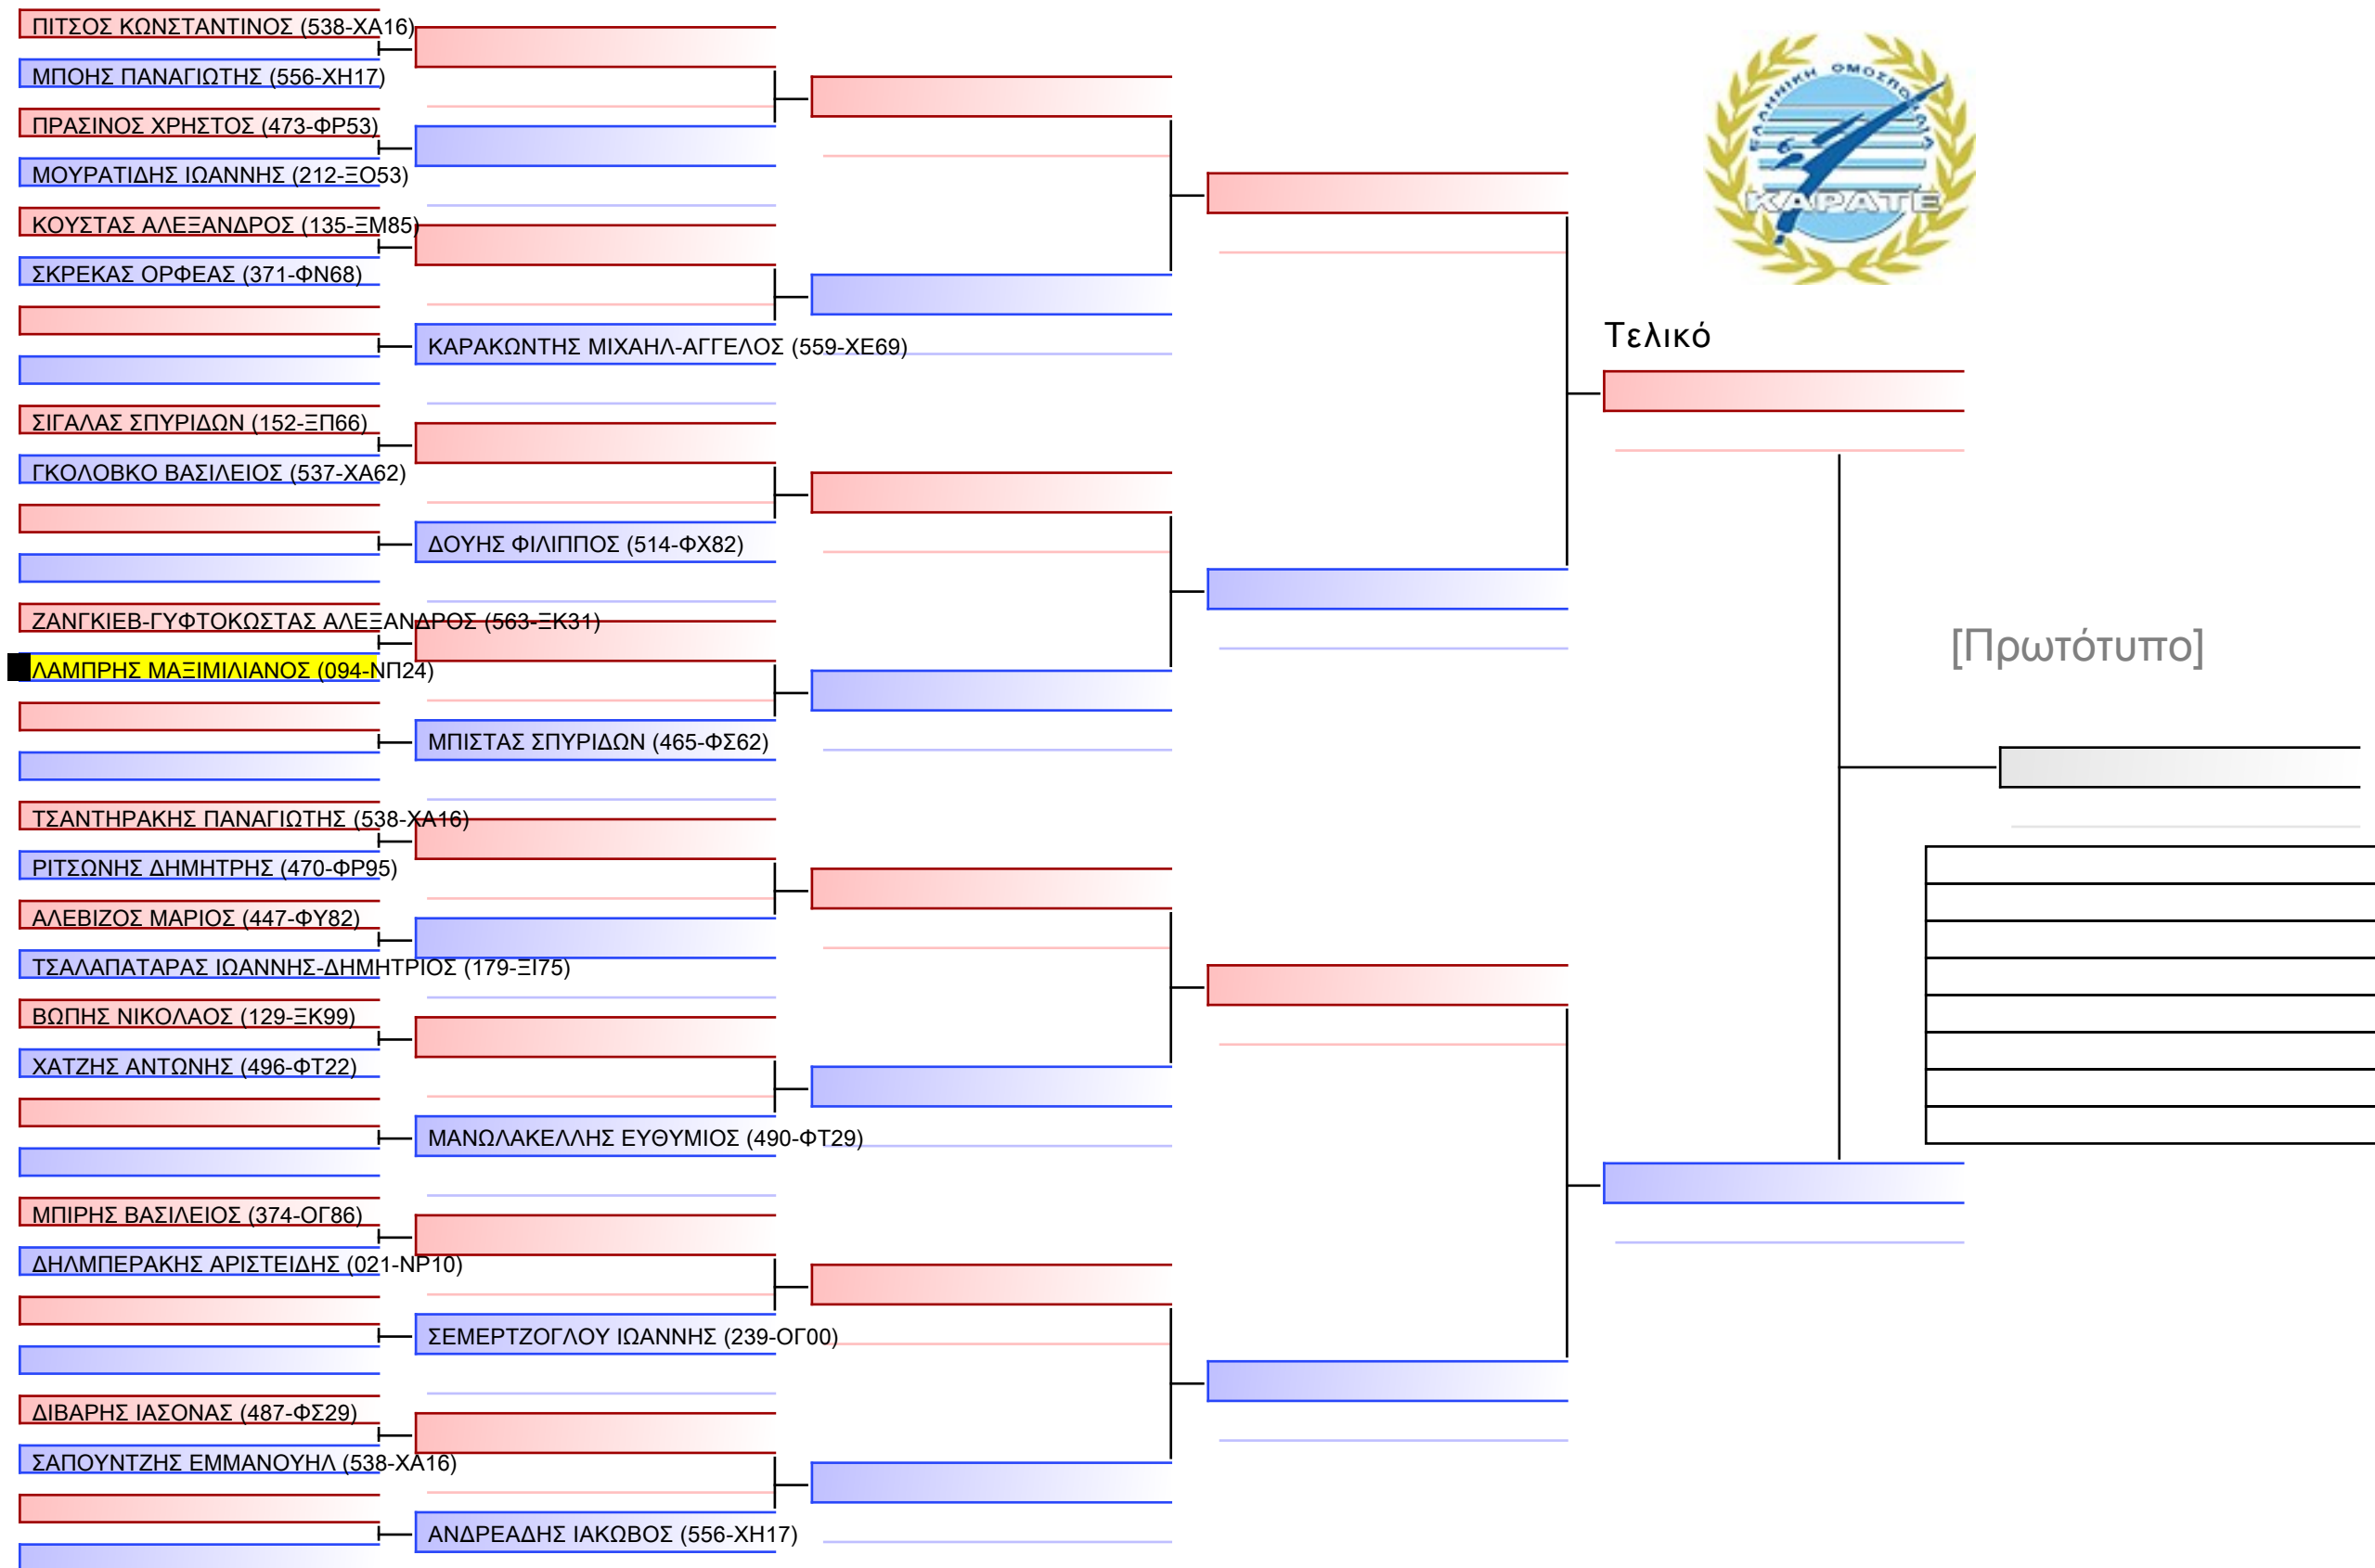 ΠΙΤΣΟΣ ΚΩΝΣΤΑΝΤΙΝΟΣ (538-ΧΑ16)
ΜΠΟΗΣ ΠΑΝΑΓΙΩΤΗΣ (556-ΧΗ17)
ΠΡΑΣΙΝΟΣ ΧΡΗΣΤΟΣ (473-ΦΡ53)
ΜΟΥΡΑΤΙΔΗΣ ΙΩΑΝΝΗΣ (212-ΞΟ53)
ΚΟΥΣΤΑΣ ΑΛΕΞΑΝΔΡΟΣ (135-ΞΜ85)
ΣΚΡΕΚΑΣ ΟΡΦΕΑΣ (371-ΦΝ68)
ΚΑΡΑΚΩΝΤΗΣ ΜΙΧΑΗΛ-ΑΓΓΕΛΟΣ (559-ΧΕ69)
ΣΙΓΑΛΑΣ ΣΠΥΡΙΔΩΝ (152-ΞΠ66)
ΓΚΟΛΟΒΚΟ ΒΑΣΙΛΕΙΟΣ (537-ΧΑ62)
ΔΟΥΗΣ ΦΙΛΙΠΠΟΣ (514-ΦΧ82)
ΖΑΝΓΚΙΕΒ-ΓΥΦΤΟΚΩΣΤΑΣ ΑΛΕΞΑΝΔΡΟΣ (563-ΞΚ31)
ΛΑΜΠΡΗΣ ΜΑΞΙΜΙΛΙΑΝΟΣ (094-ΝΠ24)
ΜΠΙΣΤΑΣ ΣΠΥΡΙΔΩΝ (465-ΦΣ62)
ΤΣΑΝΤΗΡΑΚΗΣ ΠΑΝΑΓΙΩΤΗΣ (538-ΧΑ16)
ΡΙΤΣΩΝΗΣ ΔΗΜΗΤΡΗΣ (470-ΦΡ95)
ΑΛΕΒΙΖΟΣ ΜΑΡΙΟΣ (447-ΦΥ82)
ΤΣΑΛΑΠΑΤΑΡΑΣ ΙΩΑΝΝΗΣ-ΔΗΜΗΤΡΙΟΣ (179-ΞΙ75)
ΒΩΠΗΣ ΝΙΚΟΛΑΟΣ (129-ΞΚ99)
ΧΑΤΖΗΣ ΑΝΤΩΝΗΣ (496-ΦΤ22)
ΜΑΝΩΛΑΚΕΛΛΗΣ ΕΥΘΥΜΙΟΣ (490-ΦΤ29)
ΜΠΙΡΗΣ ΒΑΣΙΛΕΙΟΣ (374-ΟΓ86)
ΔΗΛΜΠΕΡΑΚΗΣ ΑΡΙΣΤΕΙΔΗΣ (021-ΝΡ10)
ΣΕΜΕΡΤΖΟΓΛΟΥ ΙΩΑΝΝΗΣ (239-ΟΓ00)
ΔΙΒΑΡΗΣ ΙΑΣΟΝΑΣ (487-ΦΣ29)
ΣΑΠΟΥΝΤΖΗΣ ΕΜΜΑΝΟΥΗΛ (538-ΧΑ16)
ΑΝΔΡΕΑΔΗΣ ΙΑΚΩΒΟΣ (556-ΧΗ17)
ΕΛΛΗΝΙΚΗ ΟΜΟΣΠΟΝΔΙΑ
ΚΑΡΑΤΕ
Τελικό
[Πρωτότυπο]